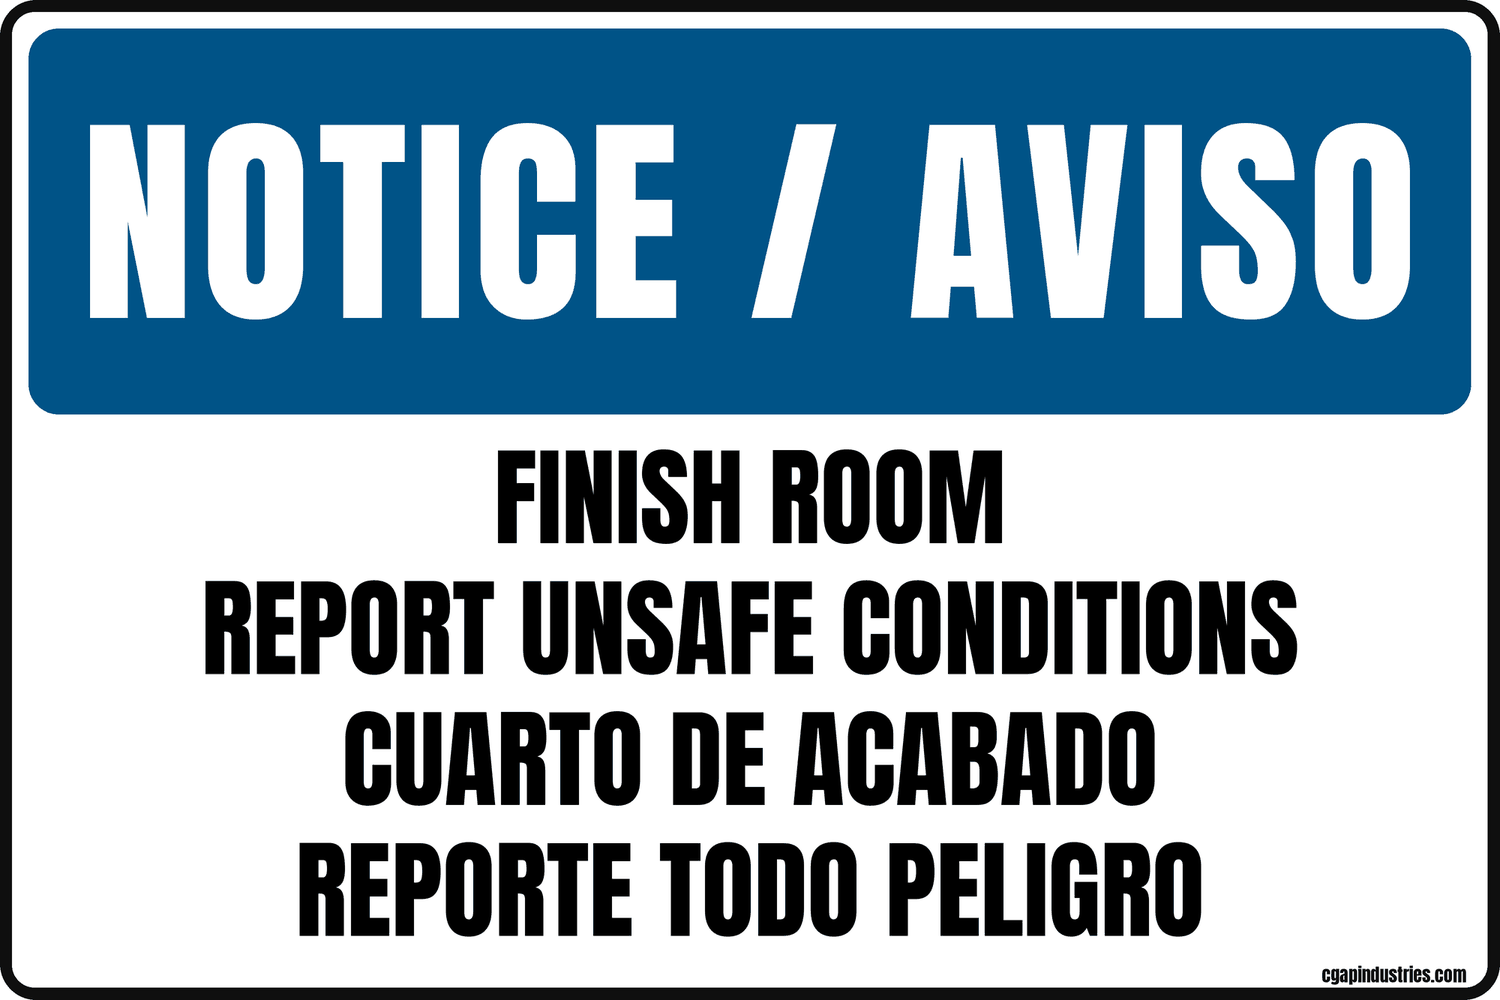 NOTICE / AVISO
FINISH ROOM
REPORT UNSAFE CONDITIONS
CUARTO DE ACABADO
REPORTE TODO PELIGRO
cgapindustries.com